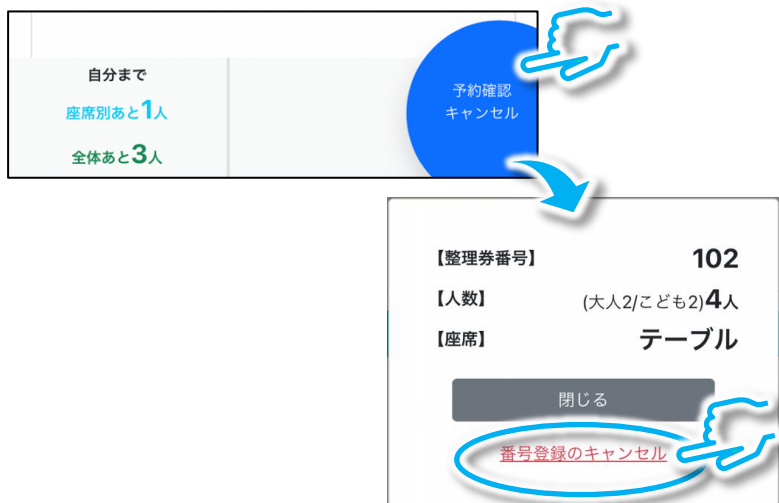 自分まで
座席別あと1人
全体あと3人
予約確認
キャンセル
【整理券番号】 102
【人数】 (大人2/こども2)4人
【座席】 テーブル
閉じる
番号登録のキャンセル